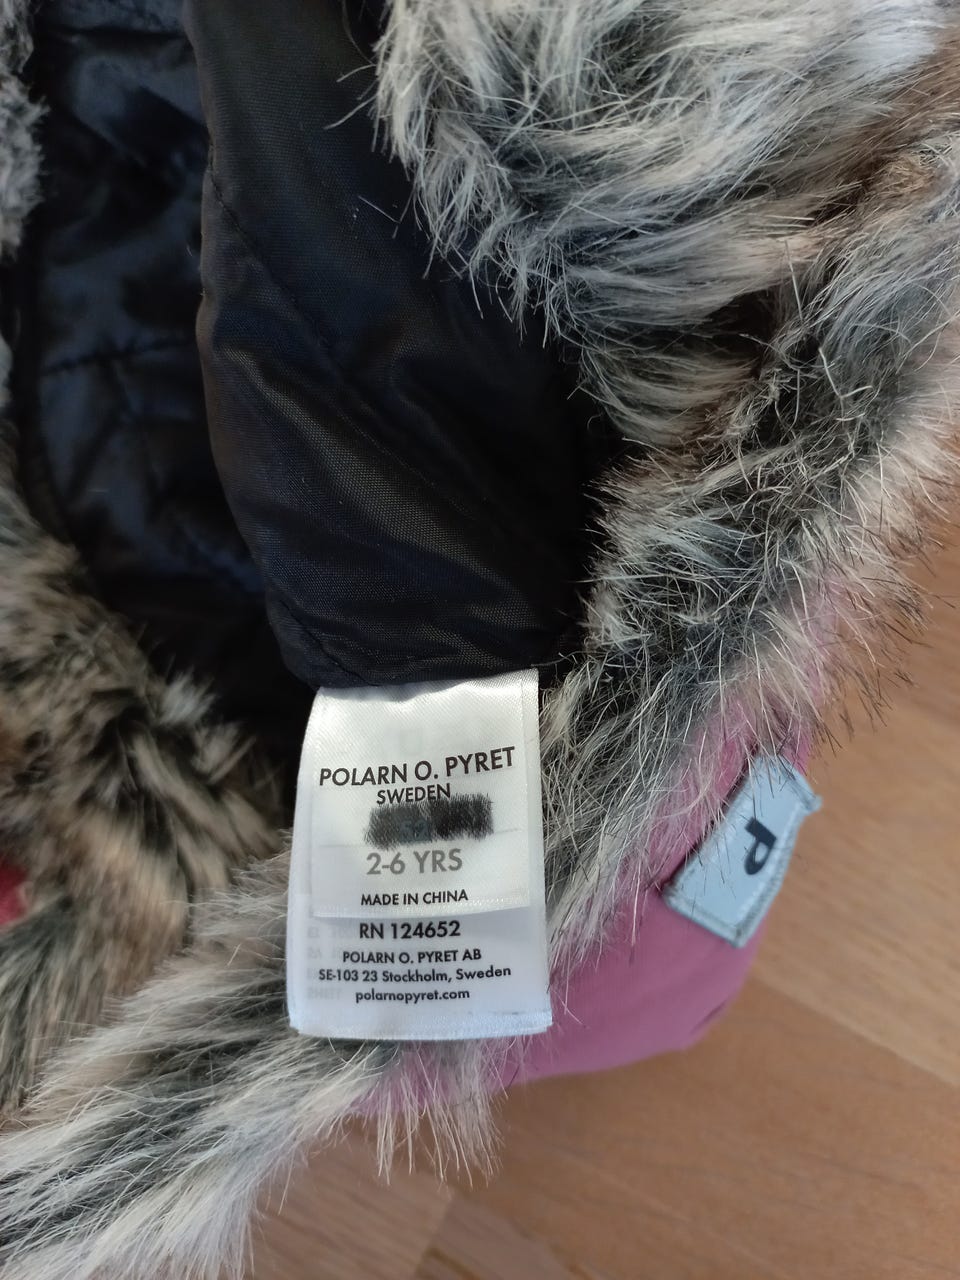 POLARN O. PYRET
SWEDEN
2-6 YRS
MADE IN CHINA
RN 124652
POLARN O. PYRET AB
SE-103 23 Stockholm, Sweden
polarnopyret.com
P